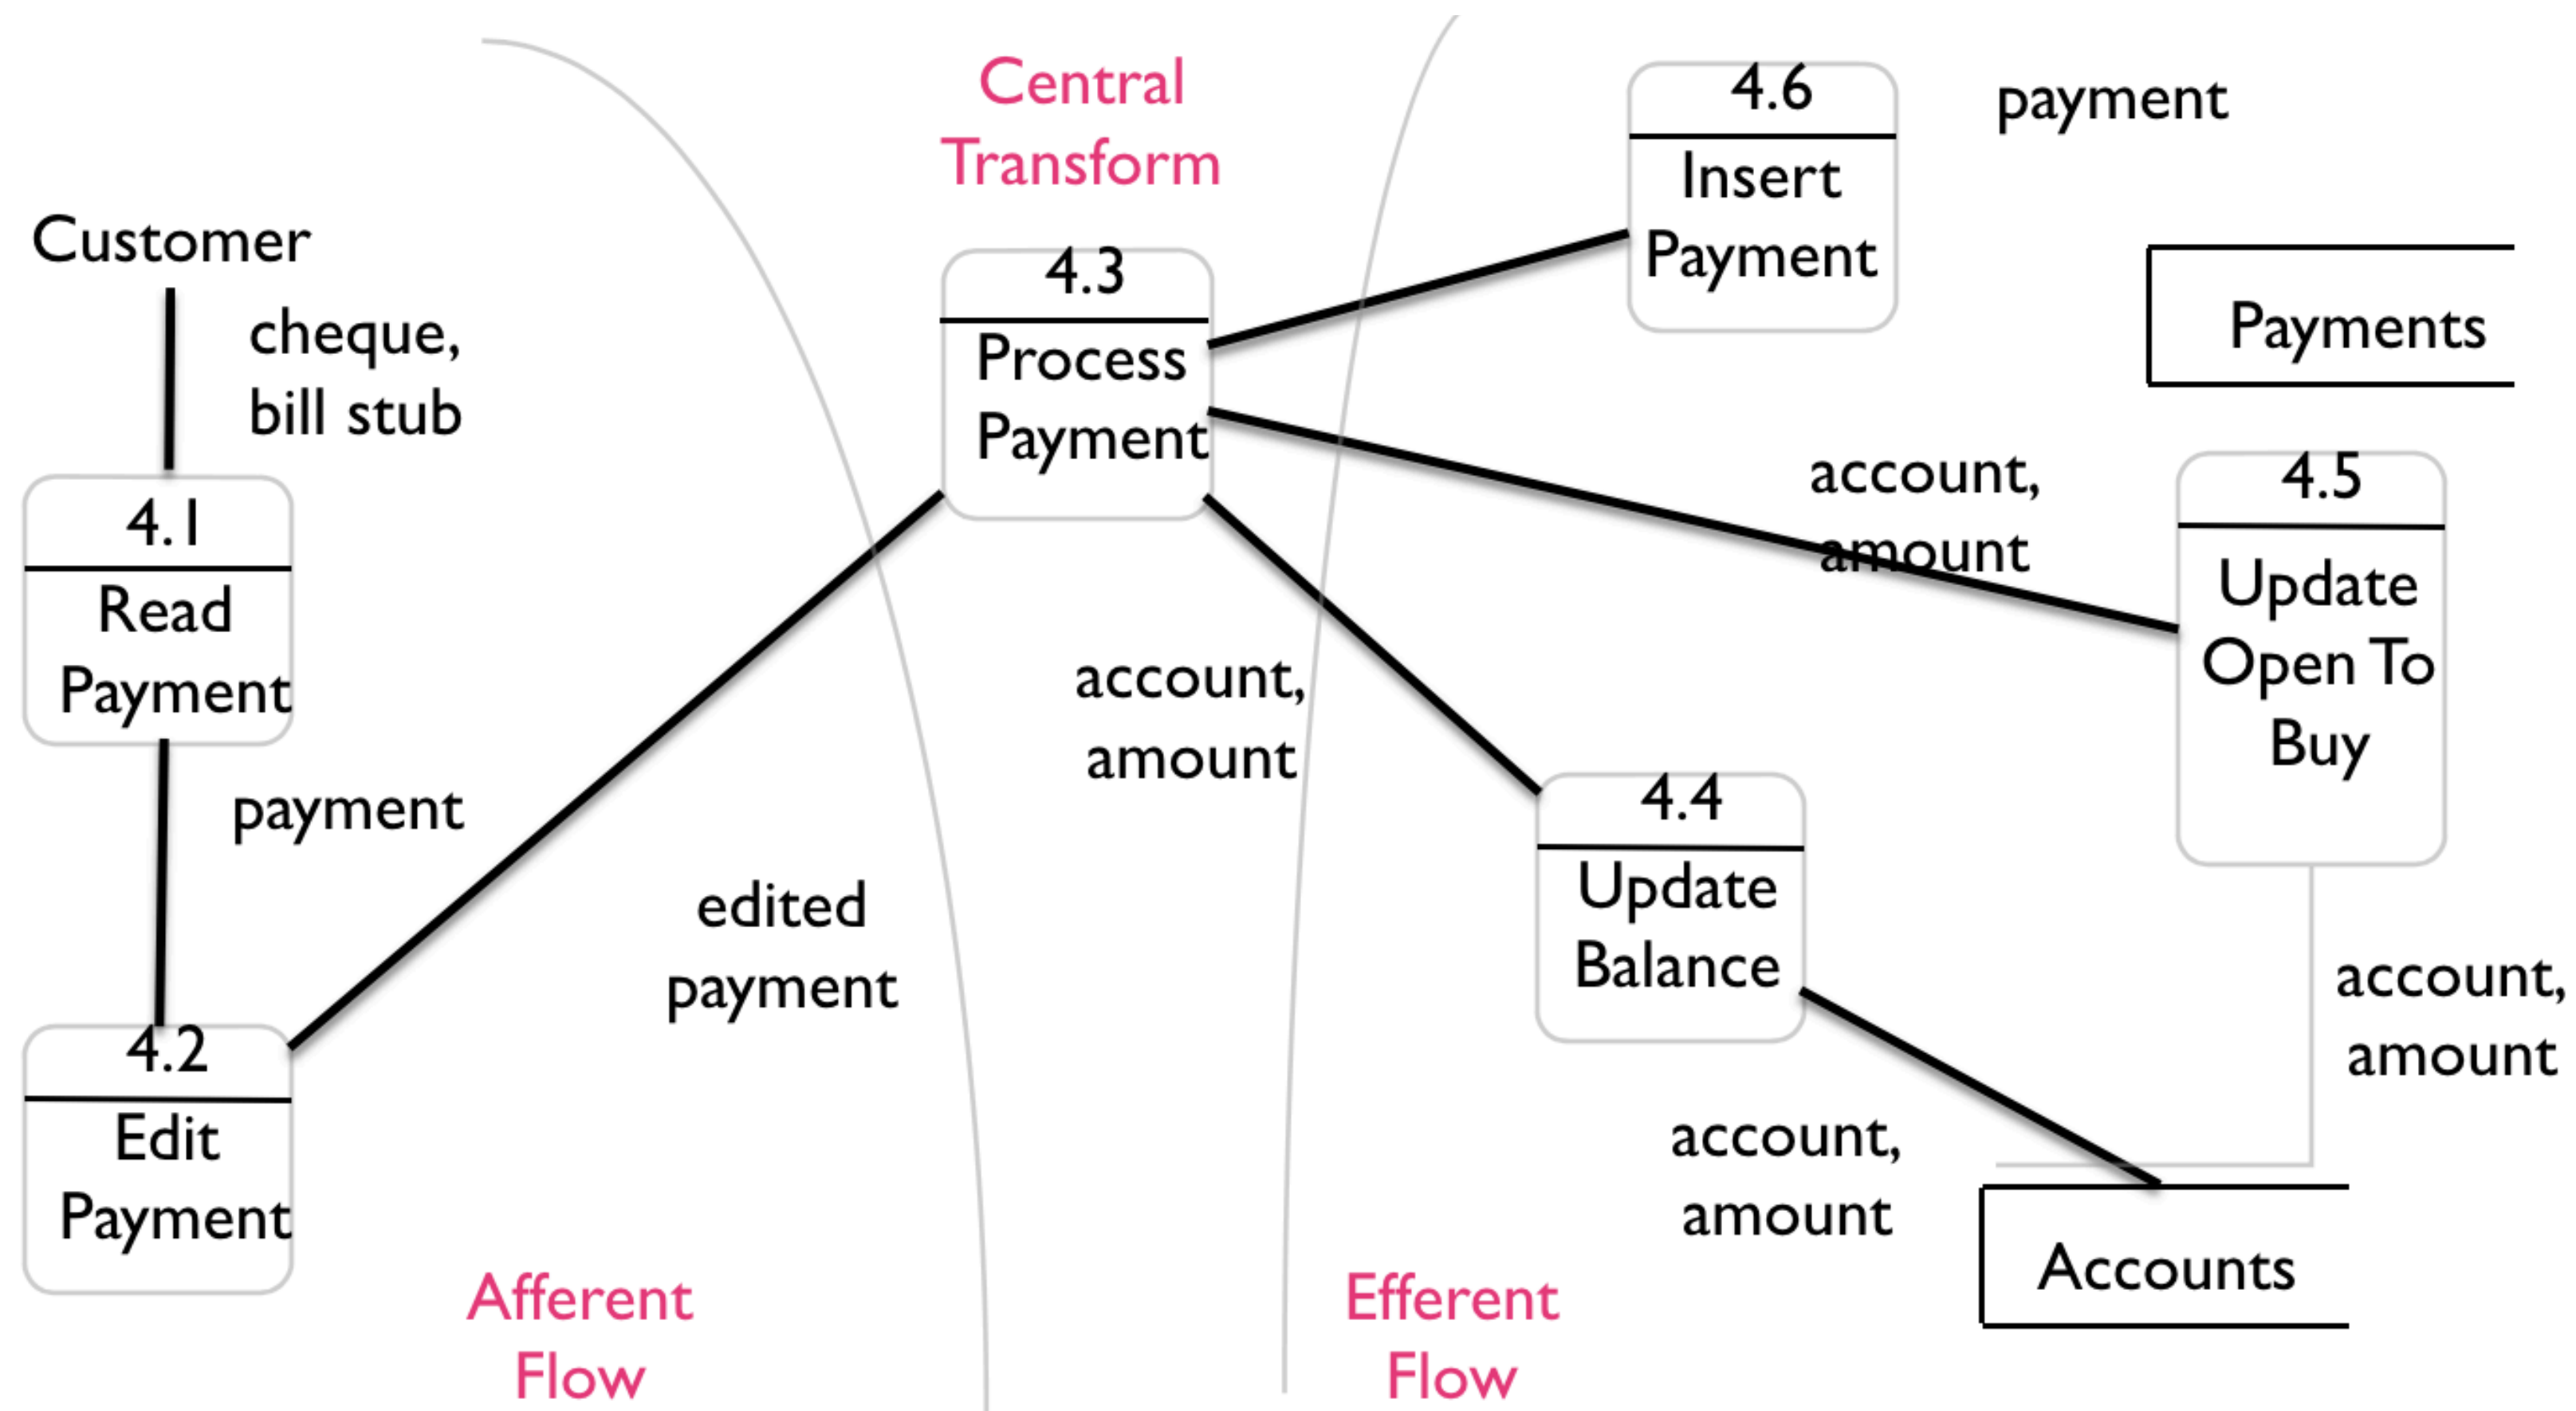 Central
Transform
4.6
Insert
Payment
payment
Customer
cheque,
bill stub
4.3
Process
Payment
Payments
4.1
Read
Payment
account,
amount
4.5
Update
Open To
Buy
payment
account,
amount
4.4
Update
Balance
edited
payment
4.2
Edit
Payment
account,
amount
account,
amount
Accounts
Afferent
Flow
Efferent
Flow